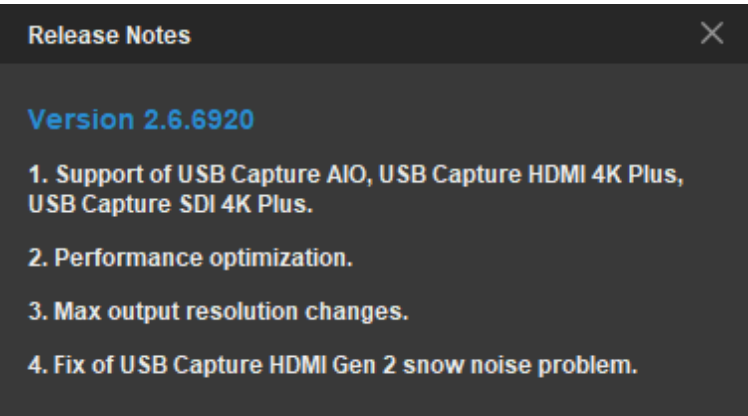 Release Notes
Version 2.6.6920
1. Support of USB Capture AIO, USB Capture HDMI 4K Plus,
USB Capture SDI 4K Plus.
2. Performance optimization.
3. Max output resolution changes.
4. Fix of USB Capture HDMI Gen 2 snow noise problem.